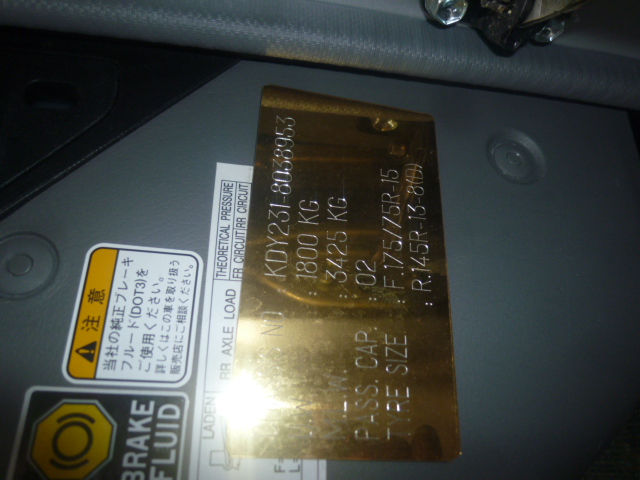 KDY231-8038953
: 1800 KG
: 3425 KG
PASS. CAP. : 02
TYRE SIZE : F.175/75R-15
: R.145R-13-8(D)
THEORETICAL PRESSURE
FR CIRCUIT RR CIRCUIT
LADEN RR AXLE LOAD
注意
当社の純正ブレーキ
フルード(DOT3)を
ご使用ください。
詳しくはこの車を取り扱う
販売店にご相談ください。
BRAKE
FLUID